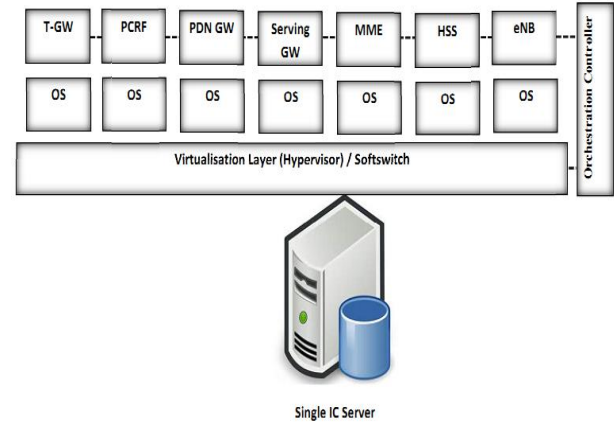 T-GW PCRF PDN GW Serving GW MME HSS eNB
OS OS OS OS OS OS OS
Virtualisation Layer (Hypervisor) / Softswitch
Orchestration Controller
Single IC Server